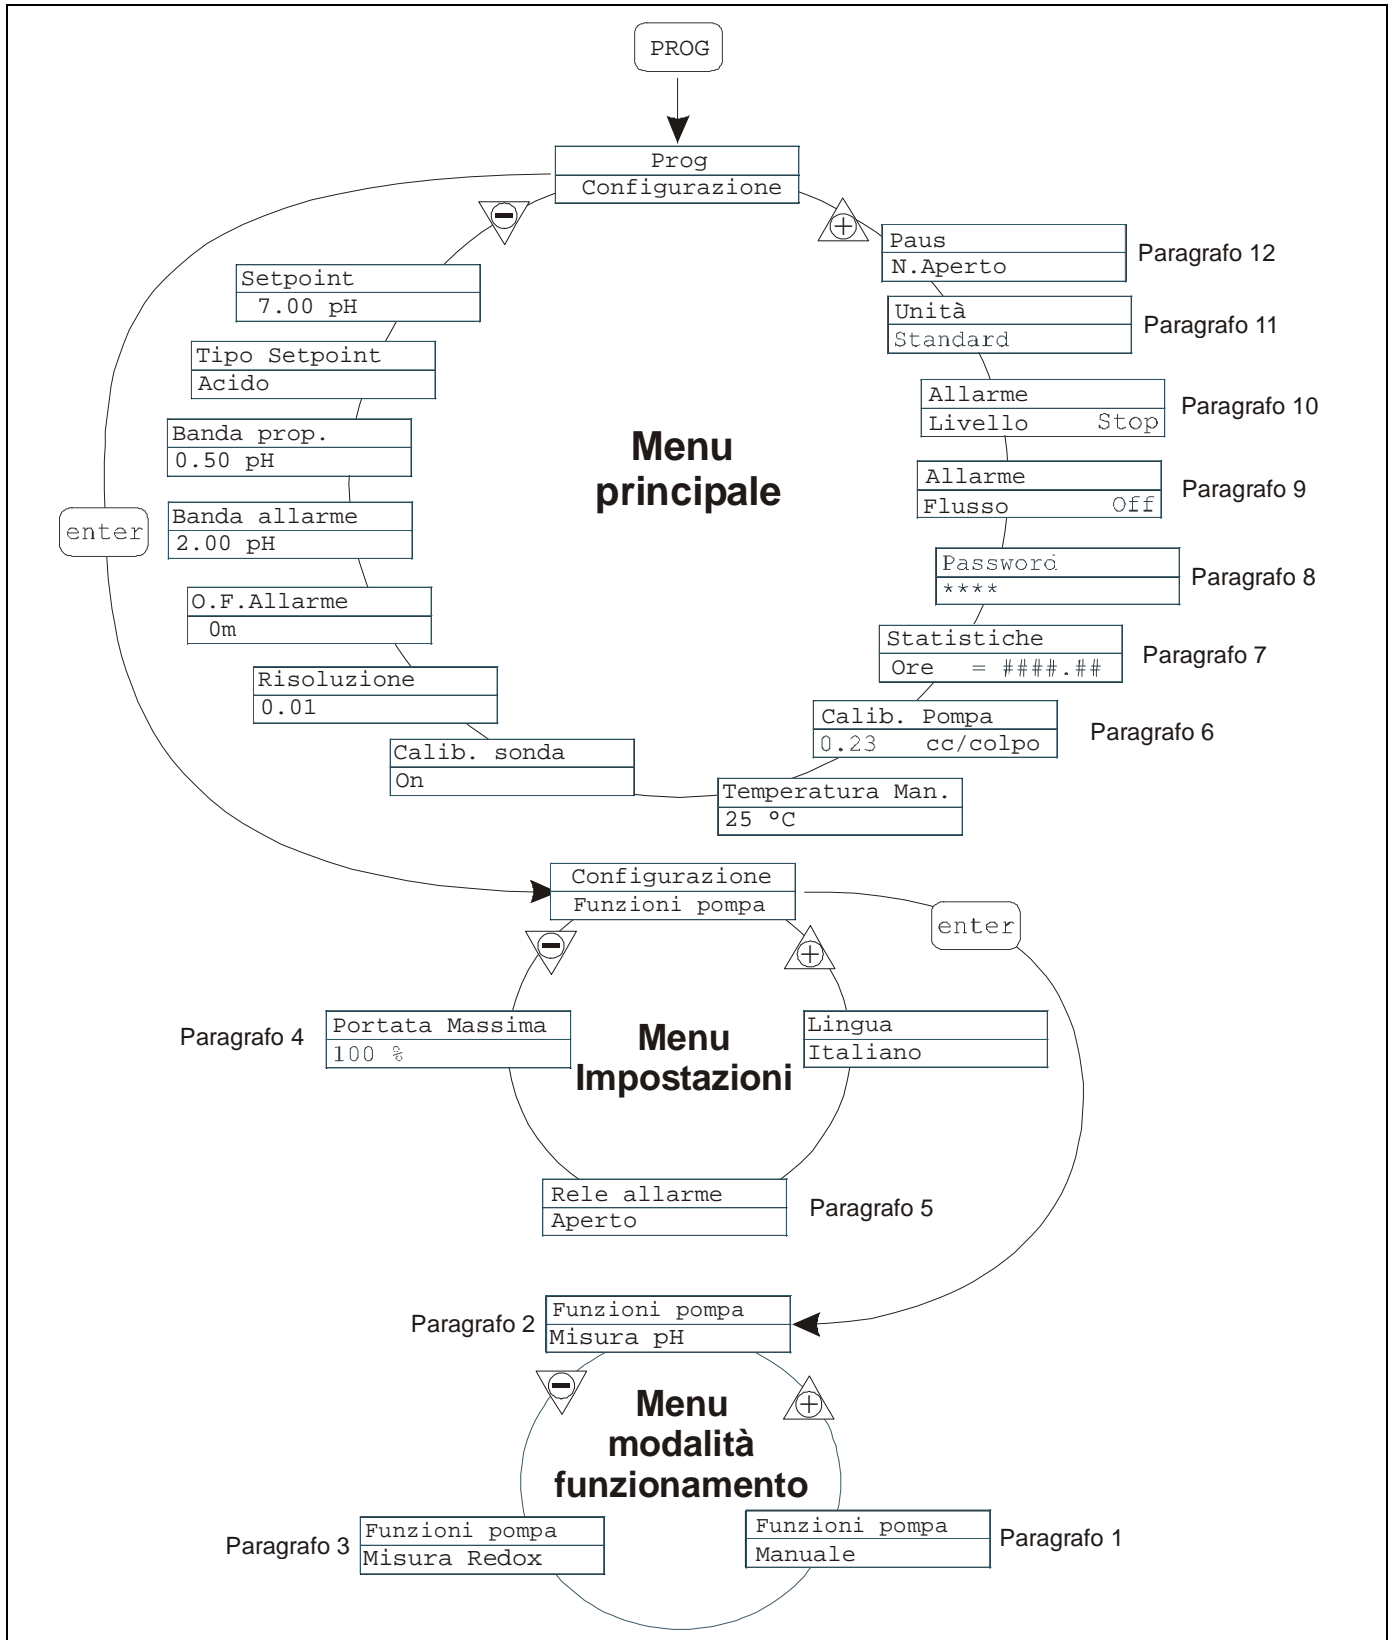 PROG
Prog
Configurazione
Paus
N.Aperto
Paragrafo 12
Setpoint
7.00 pH
Unità
Standard
Paragrafo 11
Tipo Setpoint
Acido
Allarme
Livello Stop
Paragrafo 10
Menu
principale
Banda prop.
0.50 pH
Allarme
Flusso Off
Paragrafo 9
enter
Banda allarme
2.00 pH
Password
****
Paragrafo 8
O.F.Allarme
0m
Statistiche
Ore = ####.##
Paragrafo 7
Risoluzione
0.01
Calib. Pompa
0.23 cc/colpo
Paragrafo 6
Calib. sonda
On
Temperatura Man.
25 °C
Configurazione
Funzioni pompa
enter
Paragrafo 4
Portata Massima
100 %
Menu
Impostazioni
Lingua
Italiano
Rele allarme
Aperto
Paragrafo 5
Paragrafo 2
Funzioni pompa
Misura pH
Menu
modalità
funzionamento
Paragrafo 3
Funzioni pompa
Misura Redox
Funzioni pompa
Manuale
Paragrafo 1